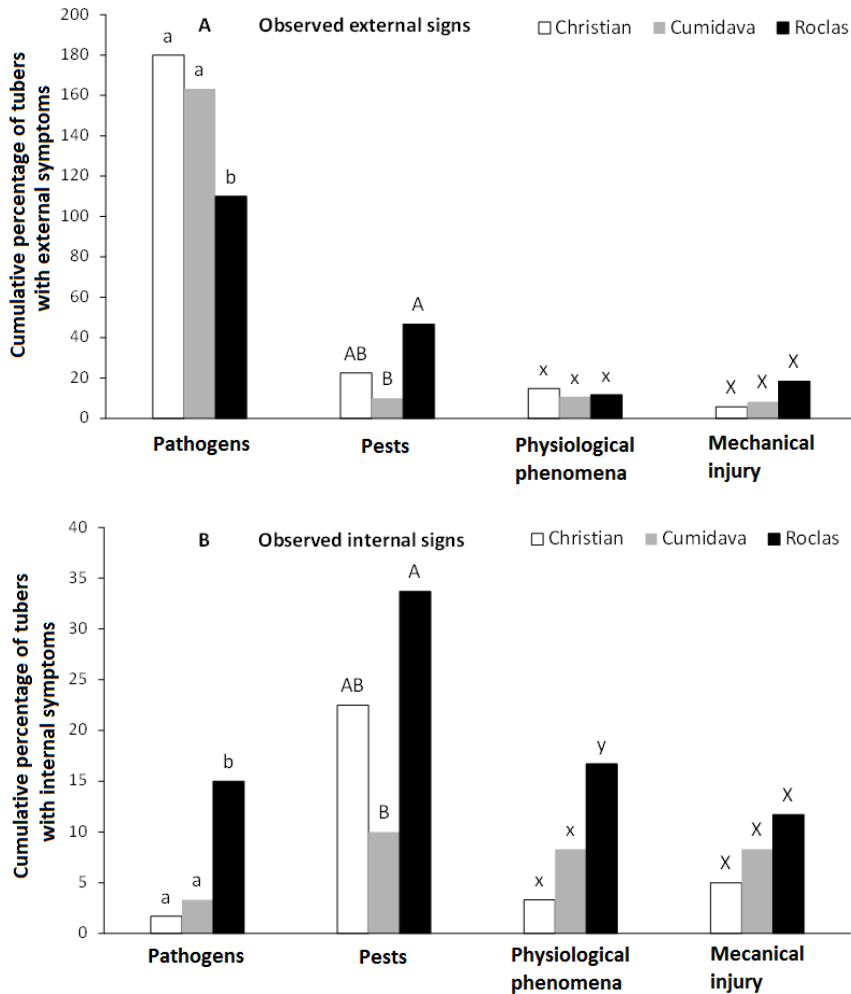 Cumulative percentage of tubers
with external symptoms
200
180
160
140
120
100
80
60
40
20
0
A Observed external signs
Christian Cumidava Roclas
a
a
b
AB
B
A
x
x
x
X
X
X
Pathogens
Pests
Physiological
phenomena
Mechanical
injury
Cumulative percentage of tubers
with internal symptoms
40
35
30
25
20
15
10
5
0
B Observed internal signs
Christian Cumidava Roclas
a
a
b
AB
B
A
x
x
y
X
X
X
Pathogens
Pests
Physiological
phenomena
Mecanical
injury